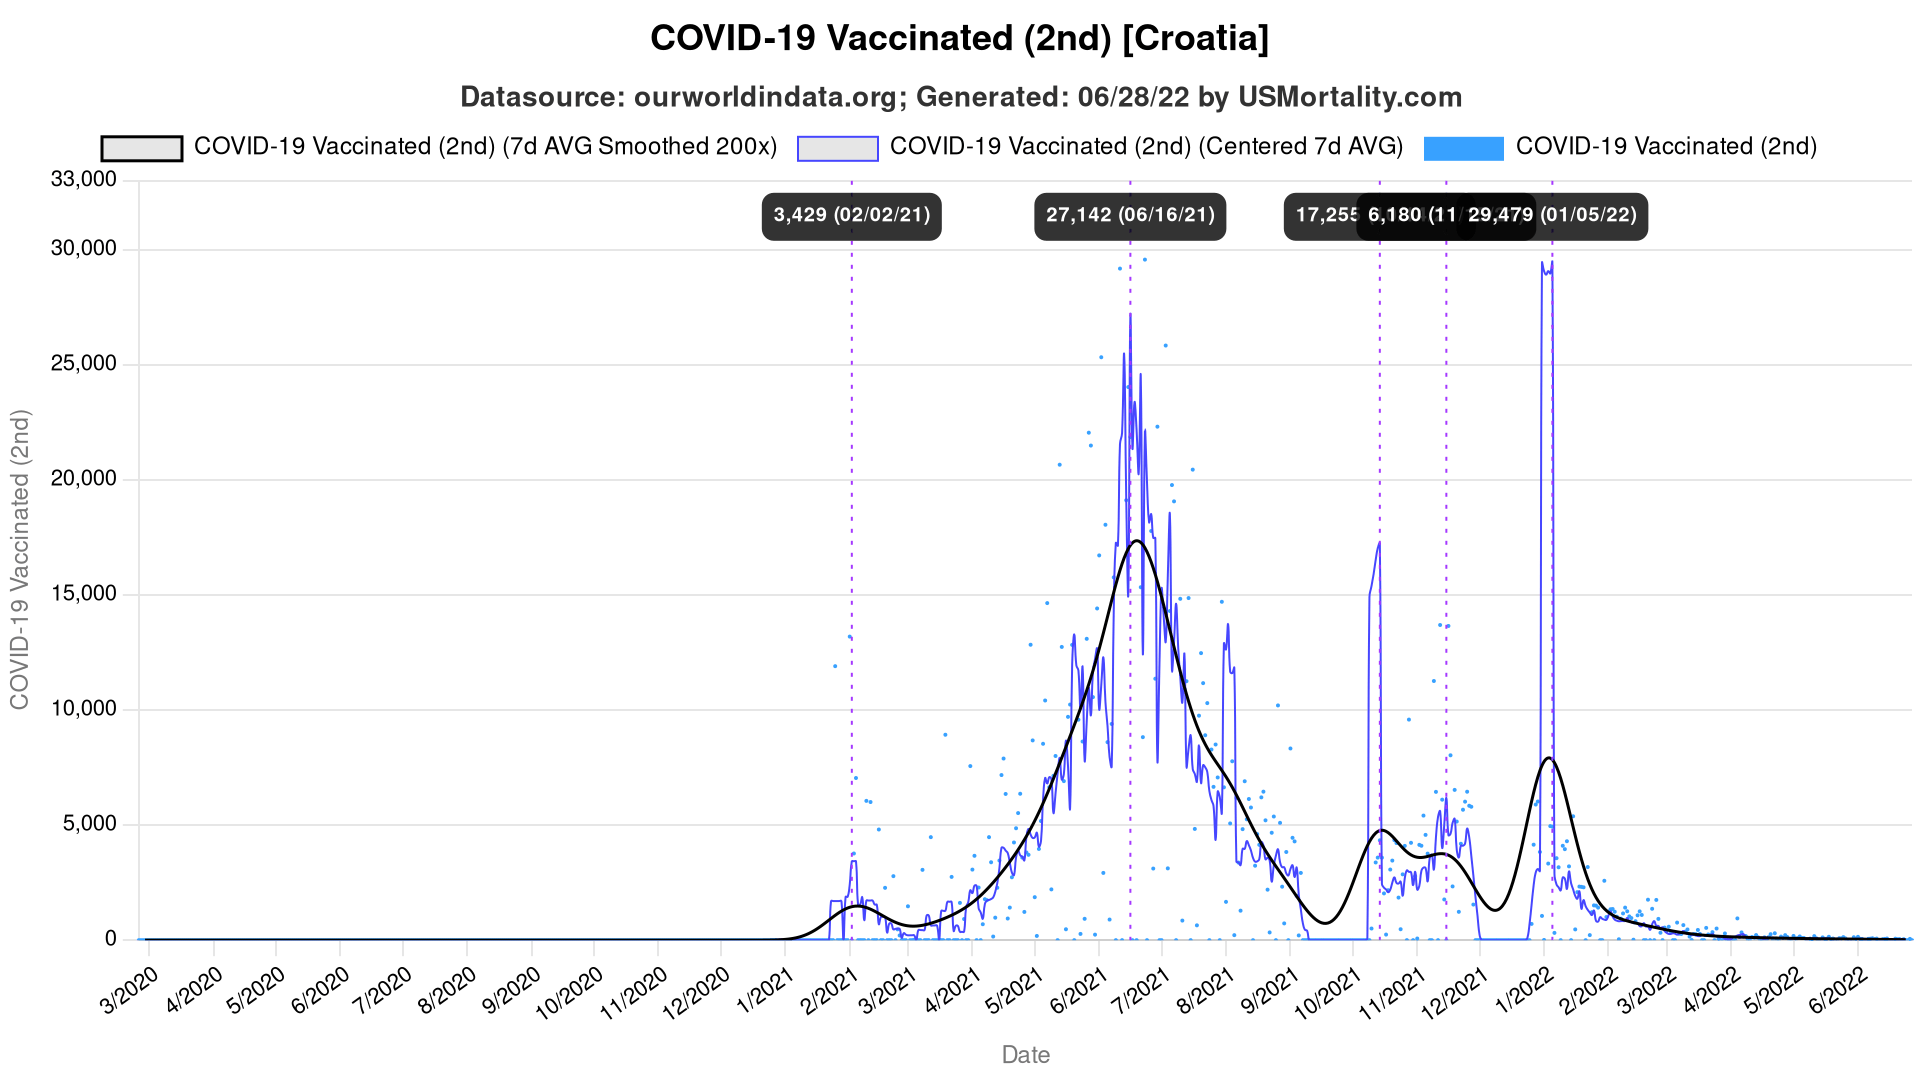 COVID-19 Vaccinated (2nd) [Croatia]
Datasource: ourworldindata.org; Generated: 06/28/22 by USMortality.com
COVID-19 Vaccinated (2nd) (7d AVG Smoothed 200x) COVID-19 Vaccinated (2nd) (Centered 7d AVG) COVID-19 Vaccinated (2nd)
33,000
3,429 (02/02/21) 27,142 (06/16/21) 17,255 6,180 (11 29,479 (01/05/22)
30,000
25,000
20,000
15,000
10,000
5,000
0
COVID-19 Vaccinated (2nd)
3/2020 4/2020 5/2020 6/2020 7/2020 8/2020 9/2020 10/2020 11/2020 12/2020 1/2021 2/2021 3/2021 4/2021 5/2021 6/2021 7/2021 8/2021 9/2021 10/2021 11/2021 12/2021 1/2022 2/2022 3/2022 4/2022 5/2022 6/2022
Date